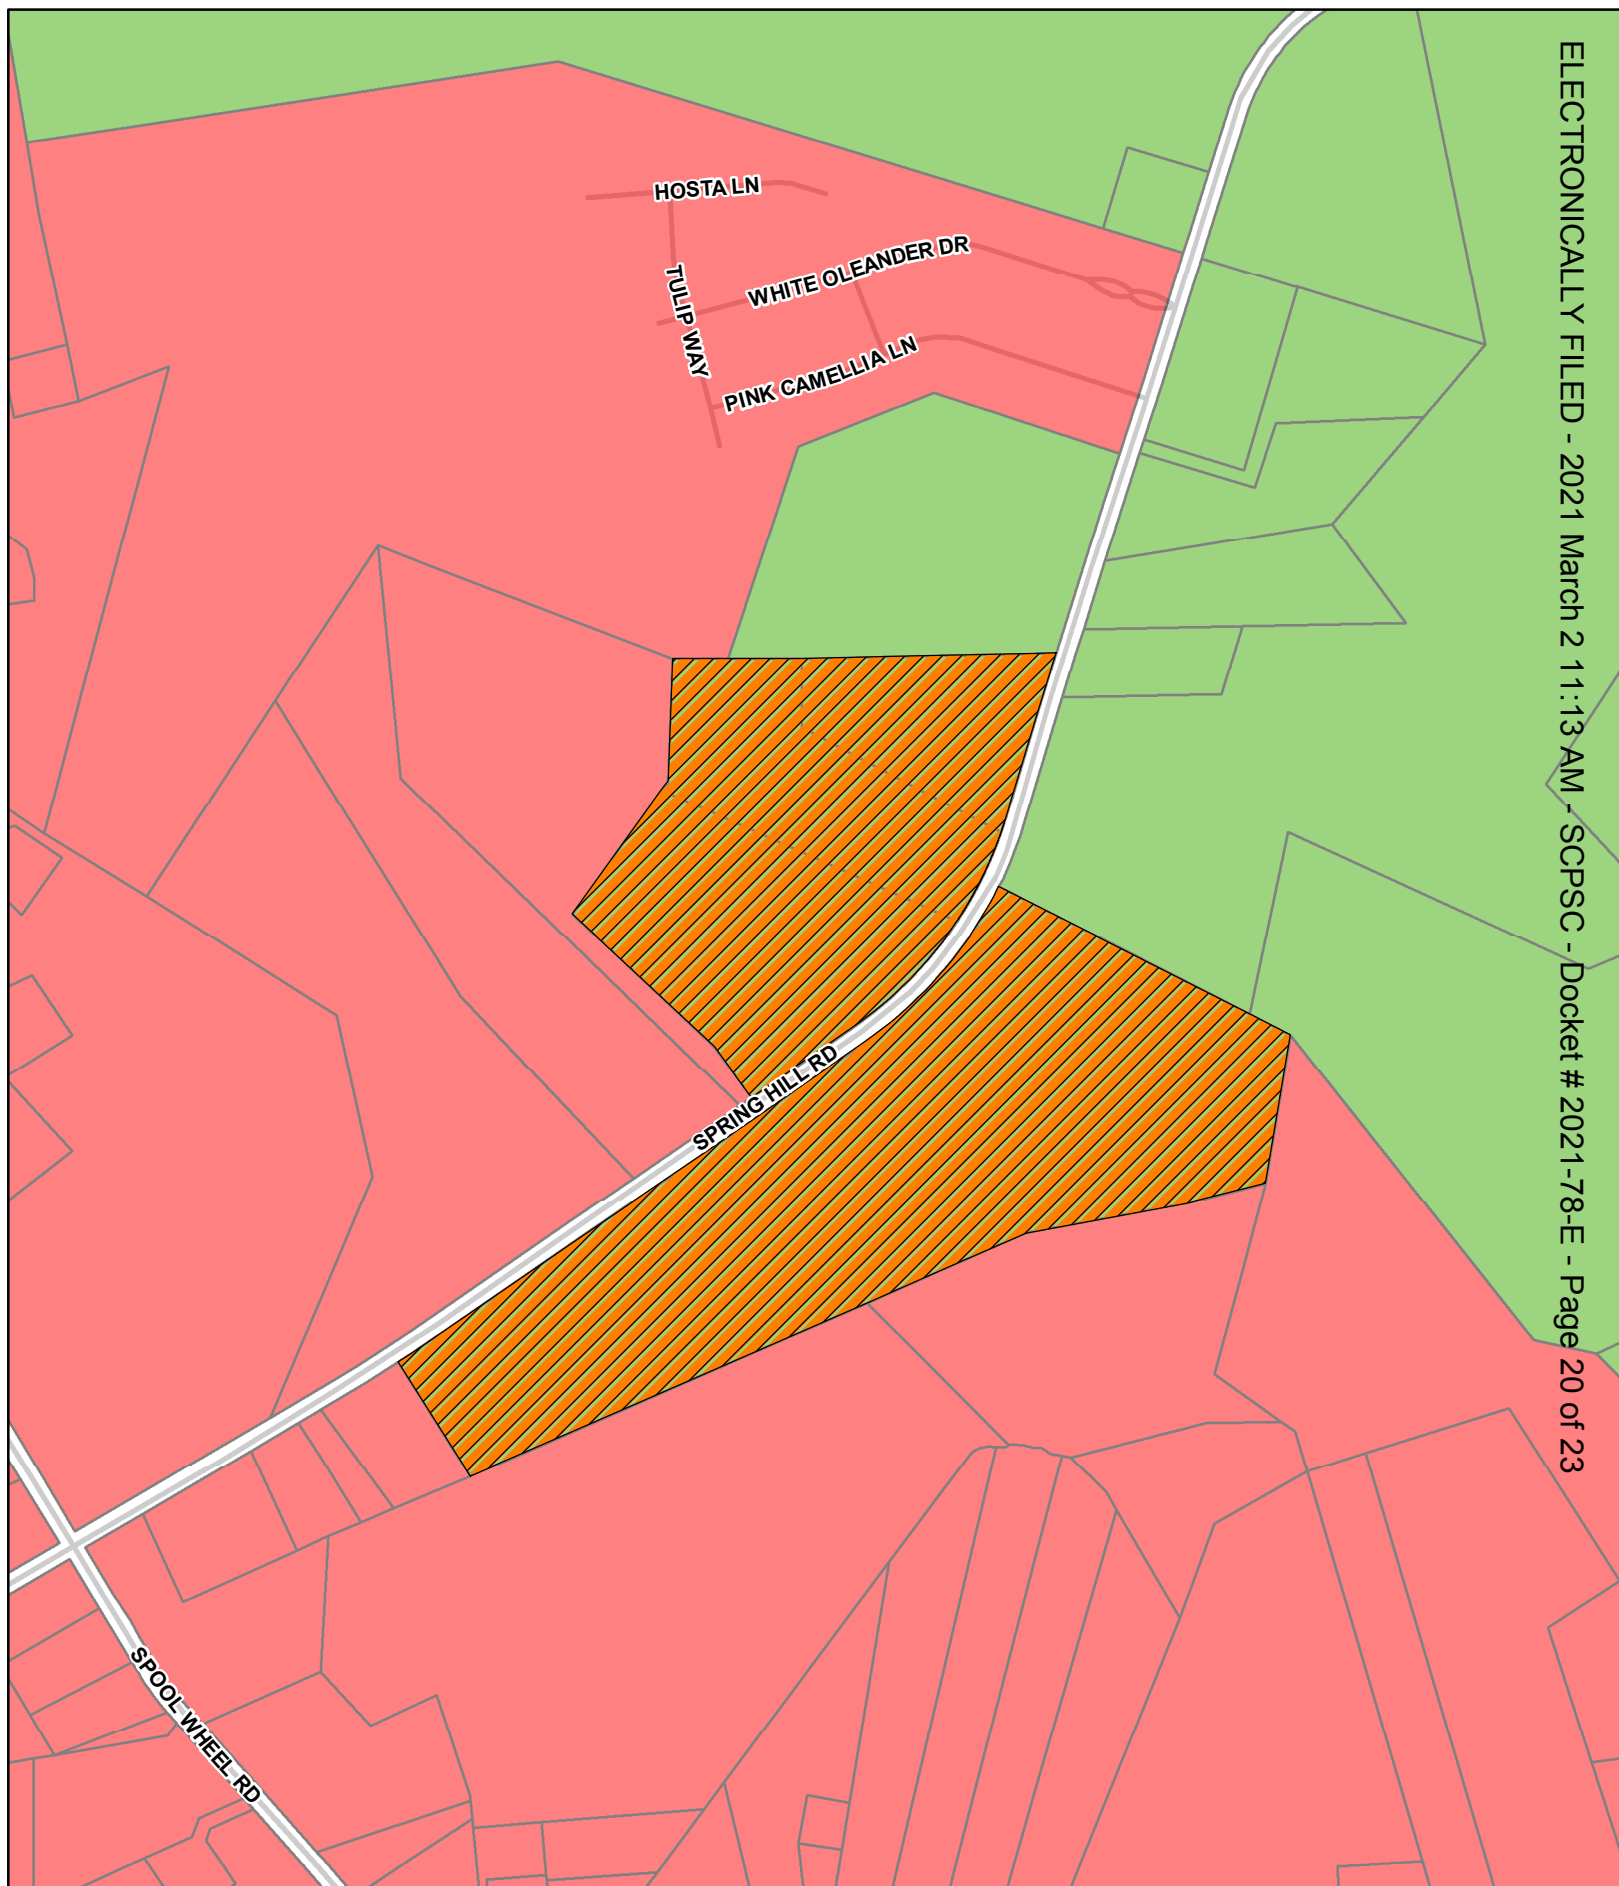 HOSTA LN
WHITE OLEANDER DR
TULIP WAY
PINK CAMELLIA LN
SPRING HILL RD
SPOOL WHEEL RD
ELECTRONICALLY FILED - 2021 March 2 11:13 AM - SCPSC - Docket # 2021-78-E - Page 20 of 23